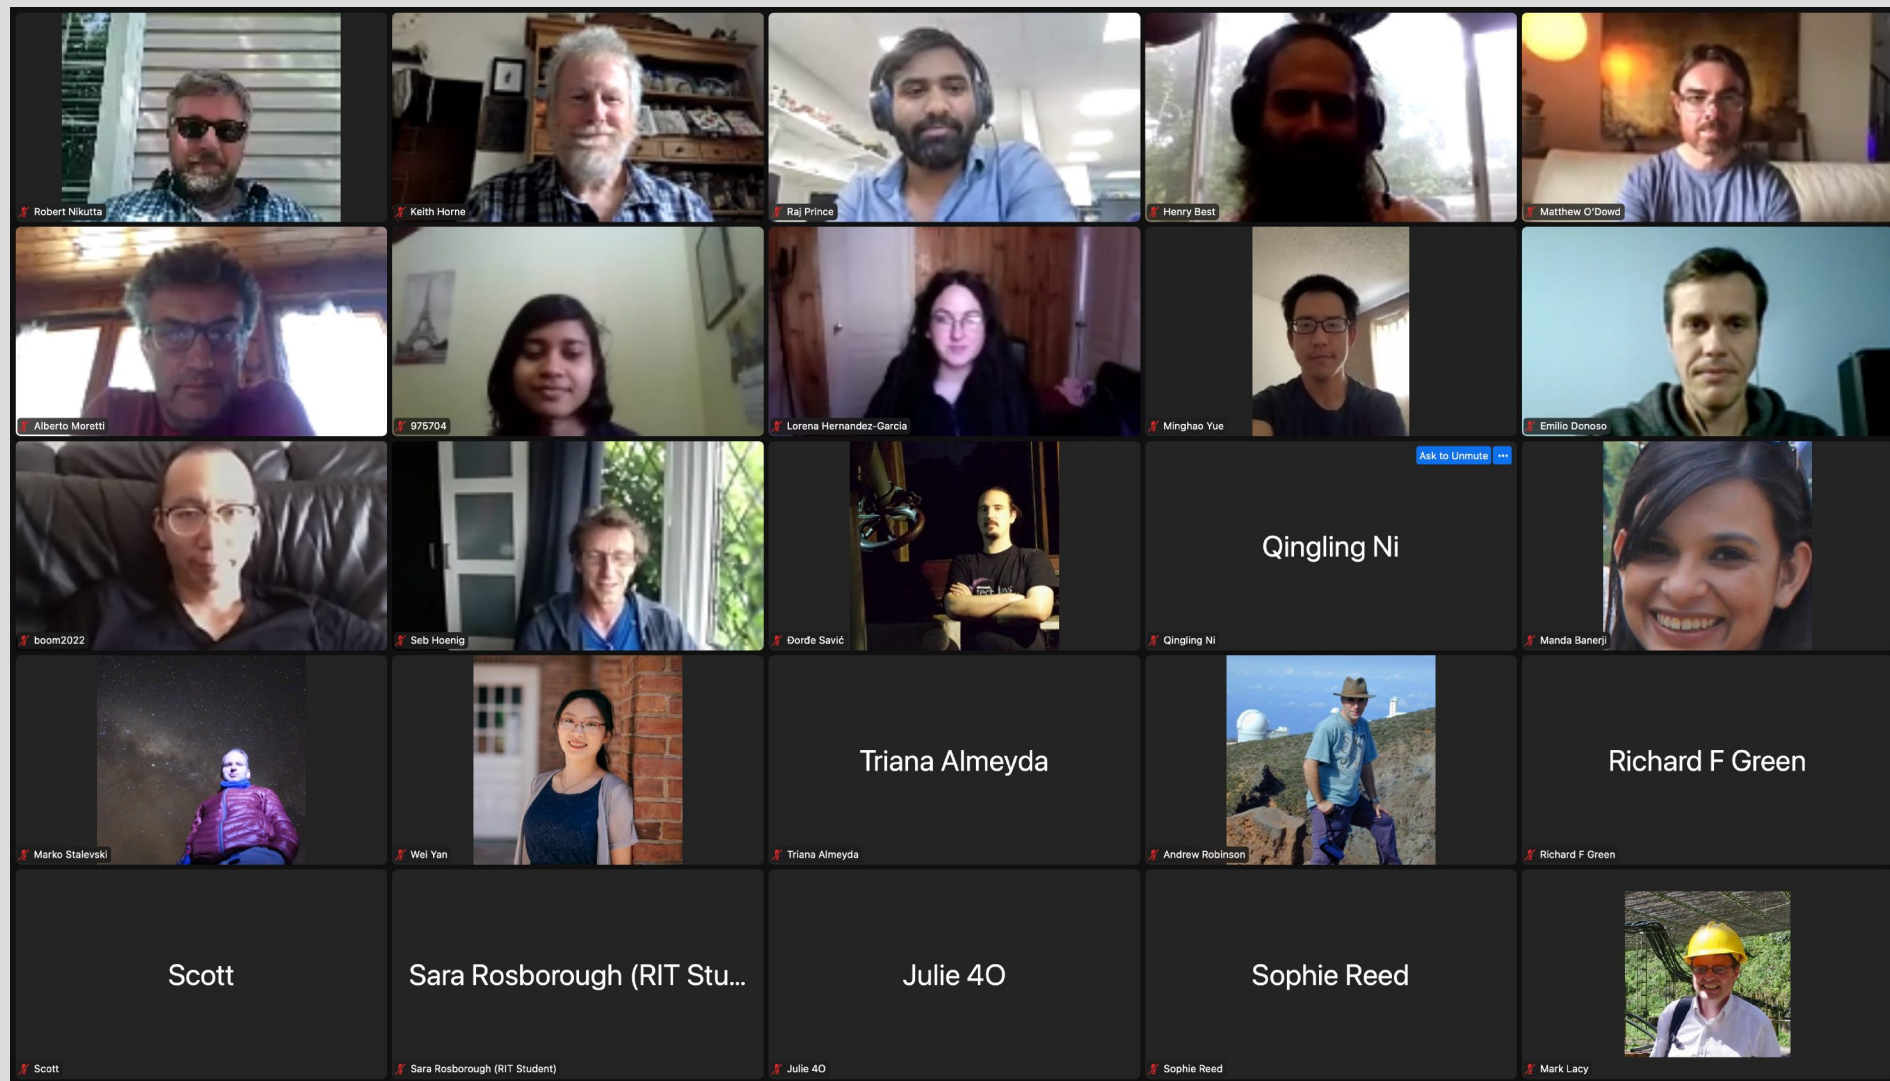 Robert Nikutta
Keith Horne
Raj Prince
Henry Best
Matthew O'Dowd
Alberto Moretti
975704
Lorena Hernandez-Garcia
Minghao Yue
Emilio Donoso
boom2022
Seb Hoenig
tech days
Đorđe Savić
Ask to Unmute ...
Qingling Ni
Qingling Ni
Manda Banerji
Marko Stalevski
Wei Yan
Triana Almeyda
Triana Almeyda
Andrew Robinson
Richard F Green
Richard F Green
Scott
Scott
Sara Rosborough (RIT Stu...
Sara Rosborough (RIT Student)
Julie 4O
Julie 4O
Sophie Reed
Sophie Reed
Mark Lacy